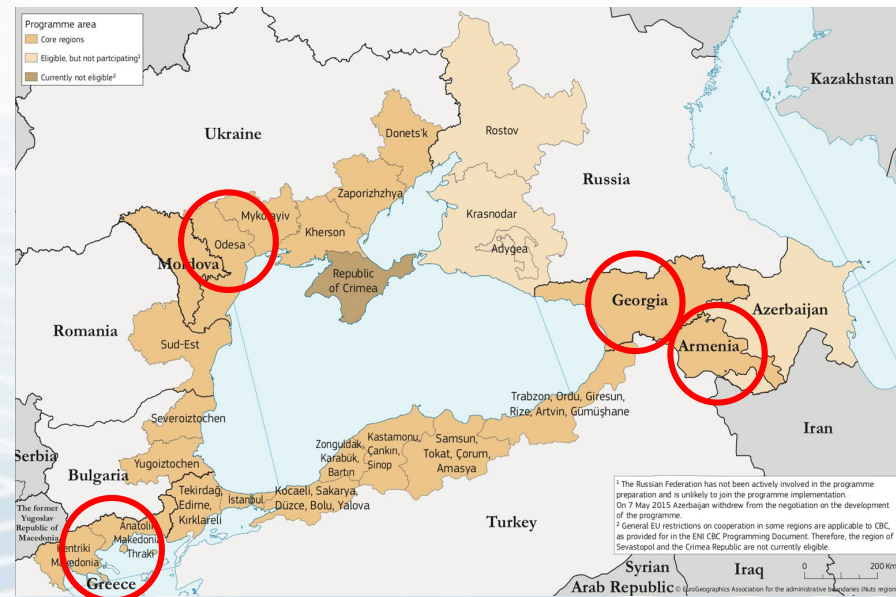 Programme area
Core regions
Eligible, but not partcipating¹
Currently not eligible²
Kazakhstan
Ukraine
Donets'k
Rostov
Zaporizhzhya
Russia
Mykolayiv
Krasnodar
Odesa
Kherson
Adygea
Moldova
Republic
of Crimea
Georgia
Azerbaijan
Romania
Armenia
Sud-Est
Trabzon, Ordu, Giresun,
Rize, Artvin, Gümüşhane
Severoiztochen
Iran
Kastamonu,
Çankırı,
Sinop
Samsun,
Tokat, Çorum,
Amasya
Zonguldak,
Karabük,
Bartın
Serbia
Yugoiztochen
Bulgaria
Tekirdağ,
Edirne,
Kırklareli
İstanbul
Kocaeli, Sakarya,
Düzce, Bolu, Yalova
The former
Yugoslav
Republic of
Macedonia
Anatoliki
Makedonia
Thraki
Turkey
Kentriki
Makedonia
Greece
¹ The Russian Federation has not been actively involved in the programme
preparation and is unlikely to join the programme implementation.
On 7 May 2015 Azerbaijan withdrew from the negotiation on the development
of the programme.
² General EU restrictions on cooperation in some regions are applicable to CBC,
as provided for in the ENI CBC Programming Document. Therefore, the region of
Sevastopol and the Crimea Republic are not currently eligible.
Syrian
Arab Republic
Iraq
0 200 Km
© EuroGeographics Association for the administrative boundaries (Nuts regions)